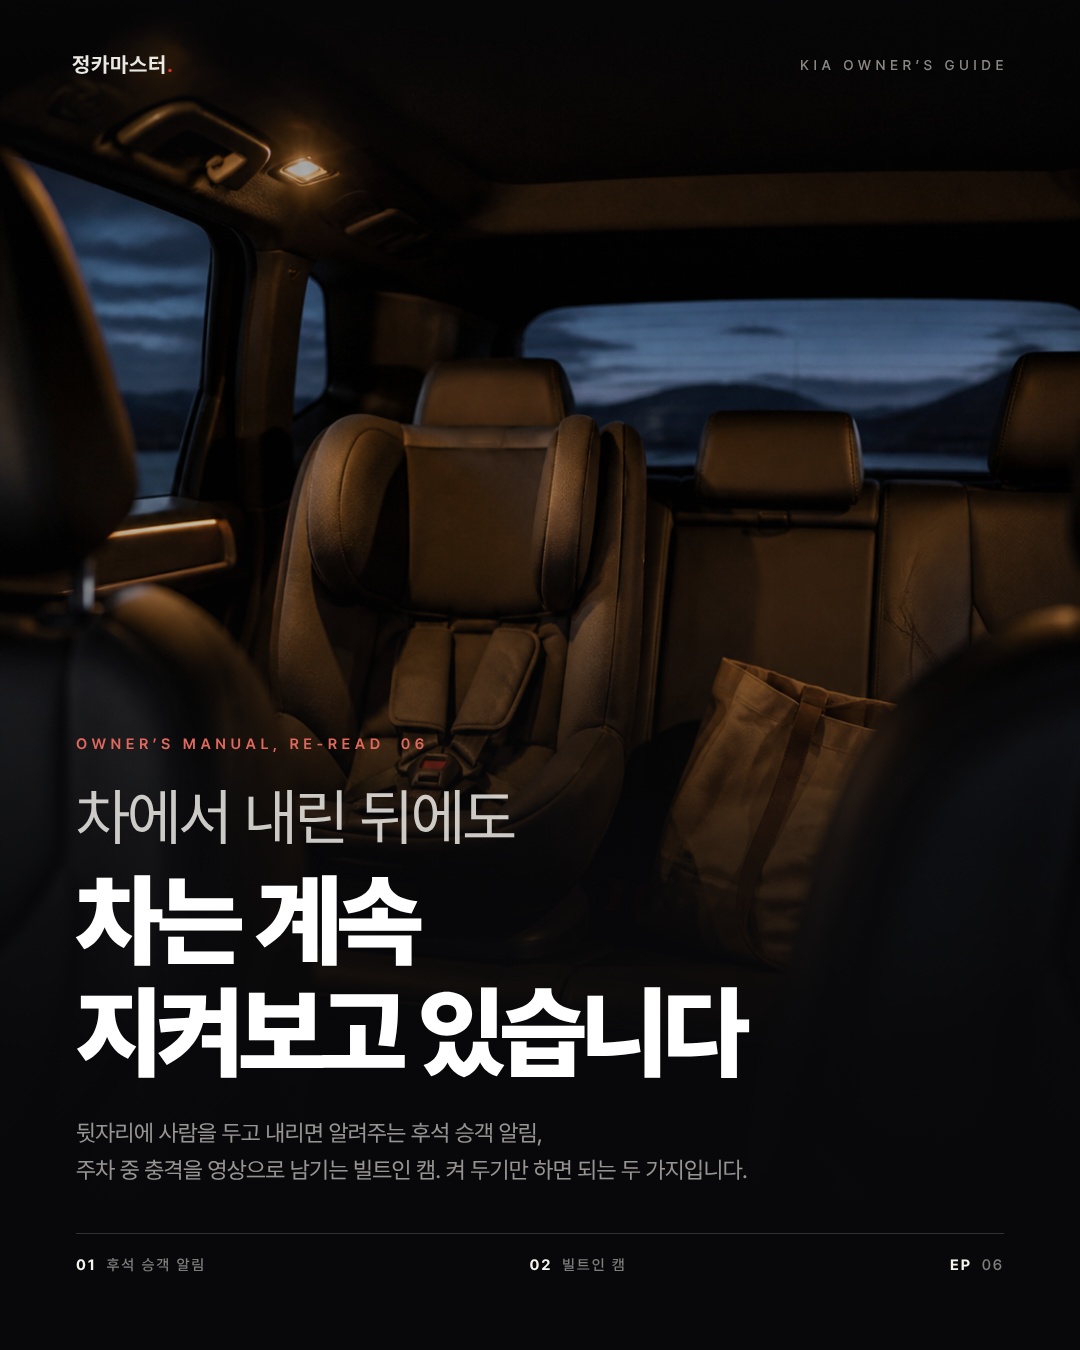 정카마스터.
KIA OWNER’S GUIDE
OWNER’S MANUAL, RE-READ 06
차에서 내린 뒤에도
차는 계속
지켜보고 있습니다
뒷자리에 사람을 두고 내리면 알려주는 후석 승객 알림,
주차 중 충격을 영상으로 남기는 빌트인 캠. 켜 두기만 하면 되는 두 가지입니다.
01 후석 승객 알림
02 빌트인 캠
EP 06